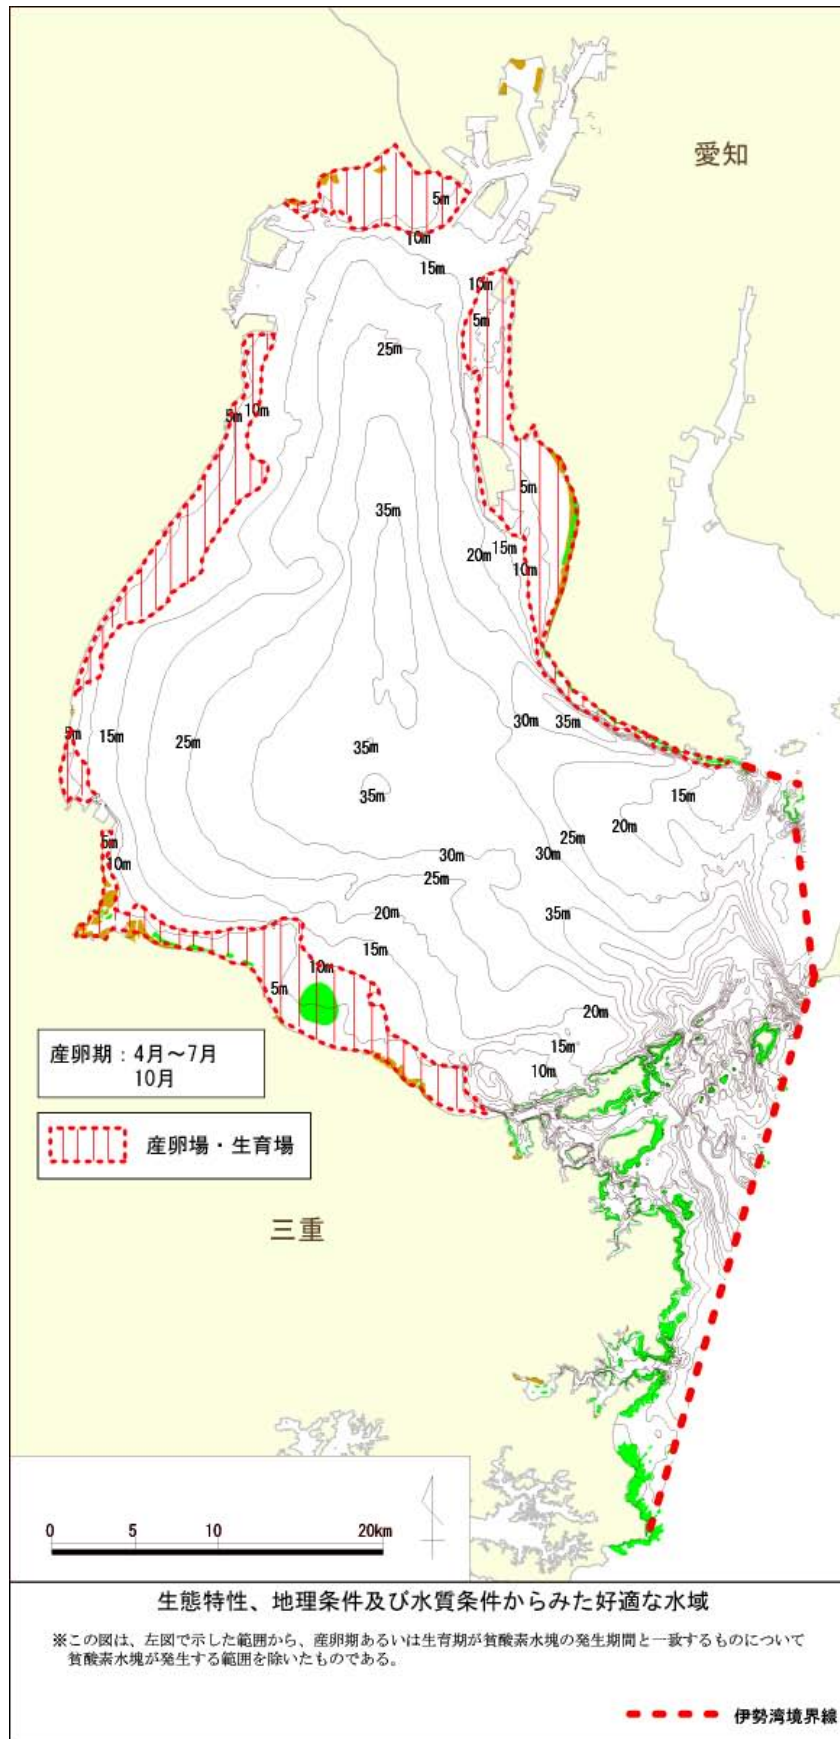 愛知
5m
10m
15m
10m
5m
25m
5m
10m
5m
35m
15m
20m
10m
30m
35m
5m
15m
25m
35m
35m
15m
20m
25m
5m
10m
30m
30m
25m
20m
35m
15m
10m
5m
20m
15m
10m
産卵期：4月～7月
10月
産卵場・生育場
三重
0 5 10 20km
生態特性、地理条件及び水質条件からみた好適な水域
※この図は、左図で示した範囲から、産卵期あるいは生育期が貧酸素水塊の発生期間と一致するものについて
貧酸素水塊が発生する範囲を除いたものである。
伊勢湾境界線